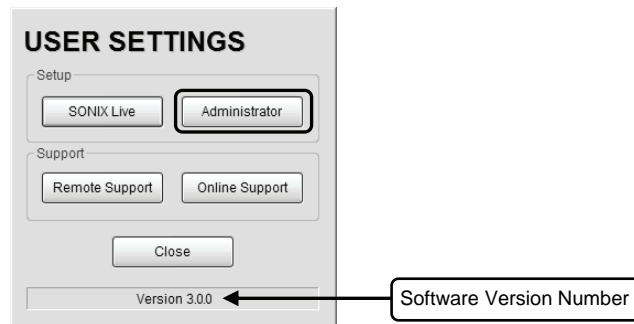 USER SETTINGS
Setup
SONIX Live
Administrator
Support
Remote Support
Online Support
Close
Version 3.0.0
Software Version Number